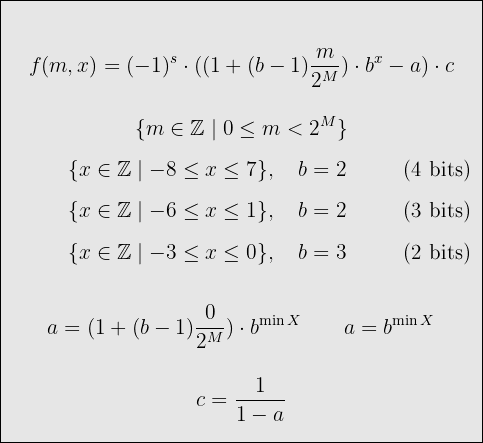 f(m, x) = (−1)^s · ((1 + (b − 1) m/2^M) · b^x − a) · c
{m ∈ ℤ | 0 ≤ m < 2^M}
{x ∈ ℤ | −8 ≤ x ≤ 7}, b = 2 (4 bits)
{x ∈ ℤ | −6 ≤ x ≤ 1}, b = 2 (3 bits)
{x ∈ ℤ | −3 ≤ x ≤ 0}, b = 3 (2 bits)
a = (1 + (b − 1) 0/2^M) · b^{min X} a = b^{min X}
c = 1/(1 − a)